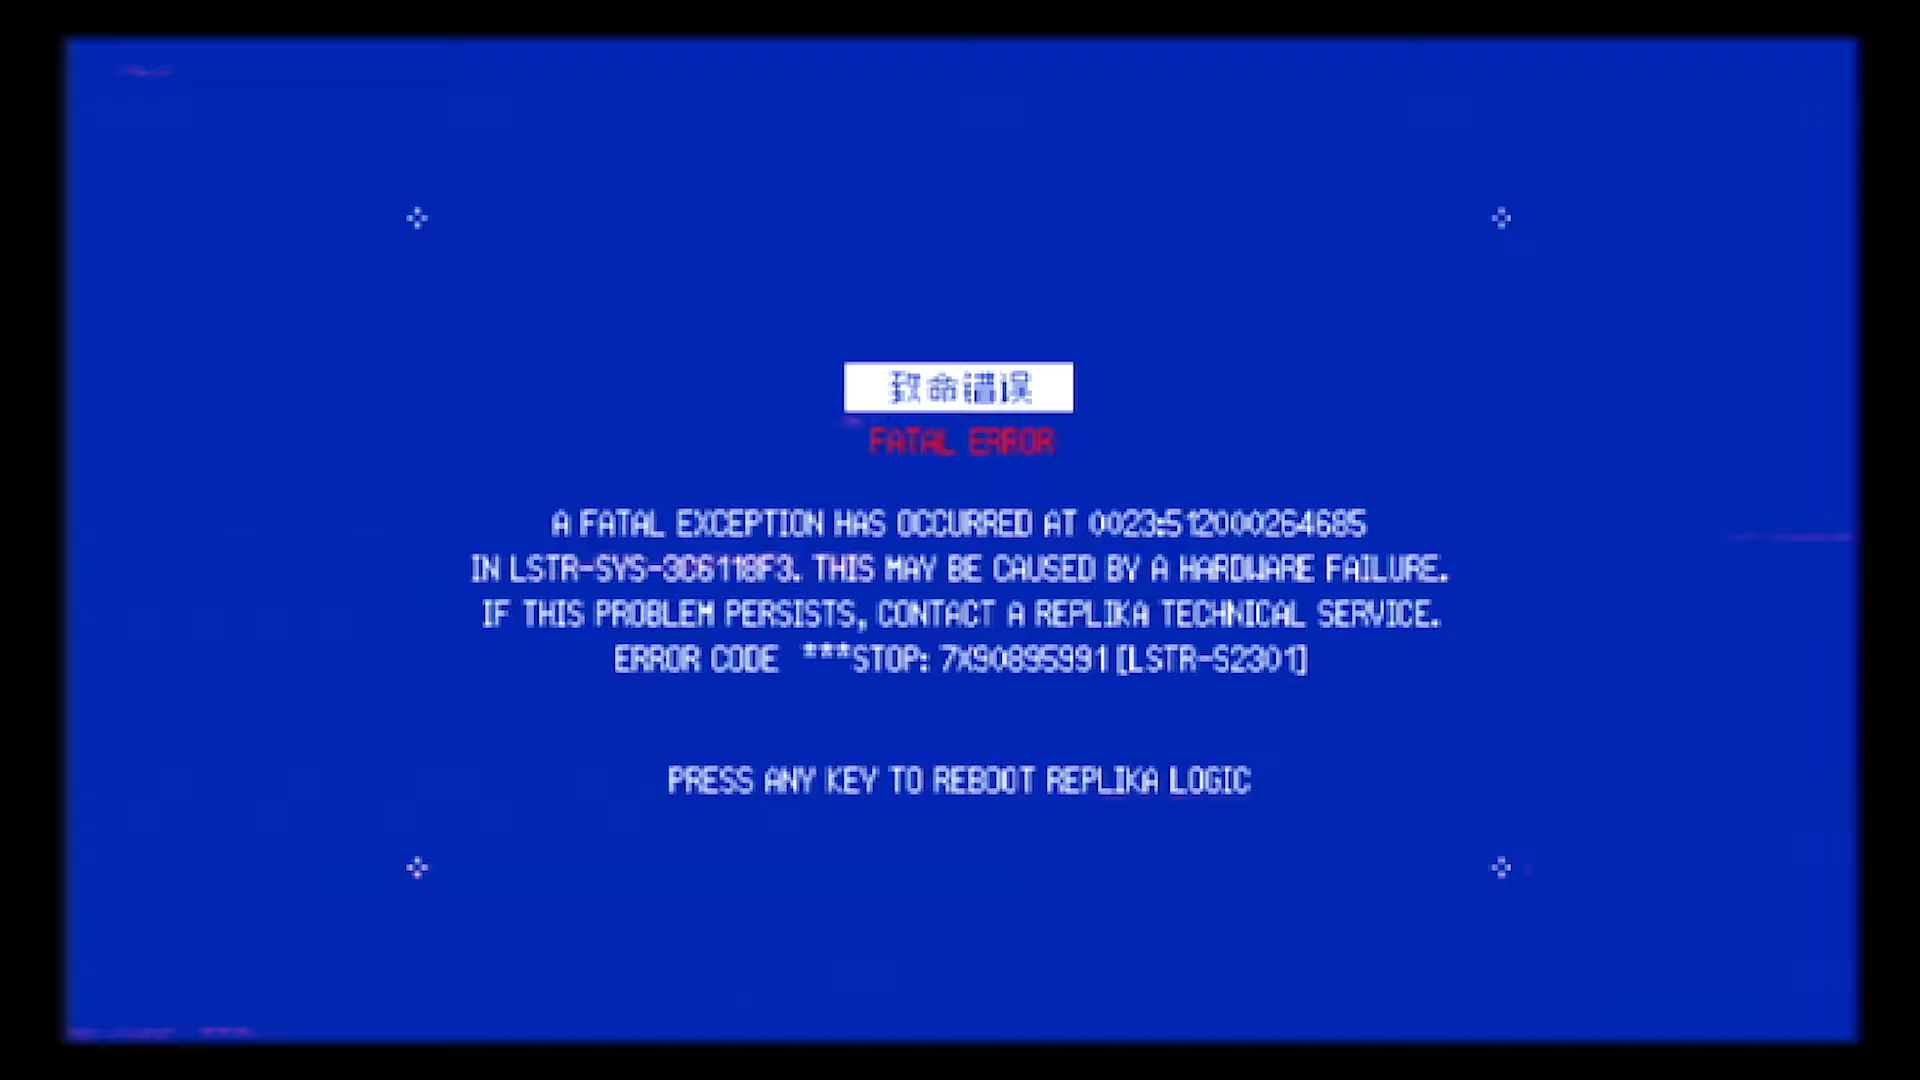 致命错误
FATAL ERROR
A FATAL EXCEPTION HAS OCCURRED AT 0023:512000264685
IN LSTR-SYS-3C6118F3. THIS MAY BE CAUSED BY A HARDWARE FAILURE.
IF THIS PROBLEM PERSISTS, CONTACT A REPLIKA TECHNICAL SERVICE.
ERROR CODE ***STOP: 7X90895991 [LSTR-S2301]
PRESS ANY KEY TO REBOOT REPLIKA LOGIC